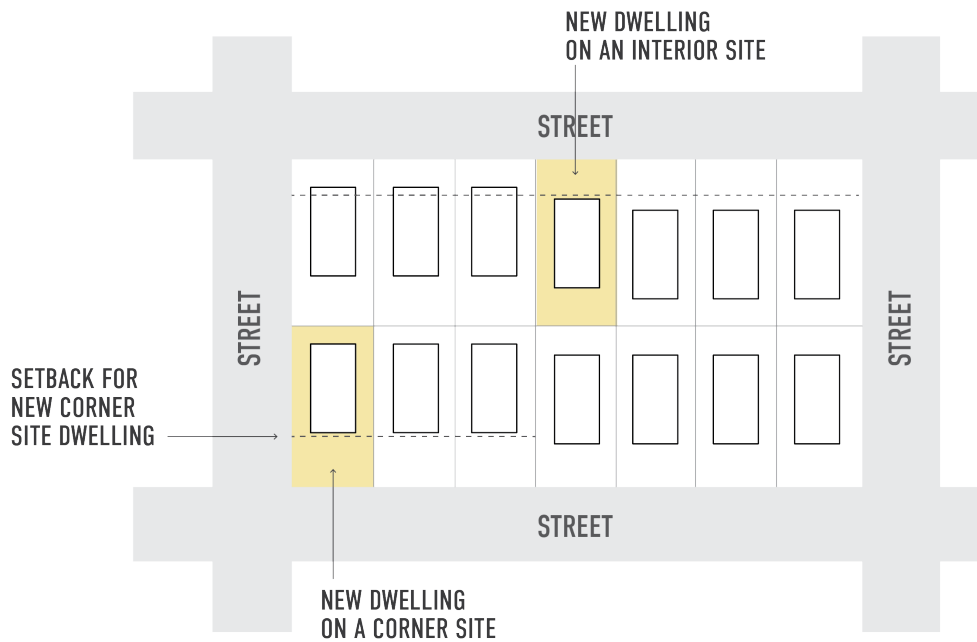 NEW DWELLING
ON AN INTERIOR SITE
STREET
STREET
STREET
SETBACK FOR
NEW CORNER
SITE DWELLING
STREET
NEW DWELLING
ON A CORNER SITE